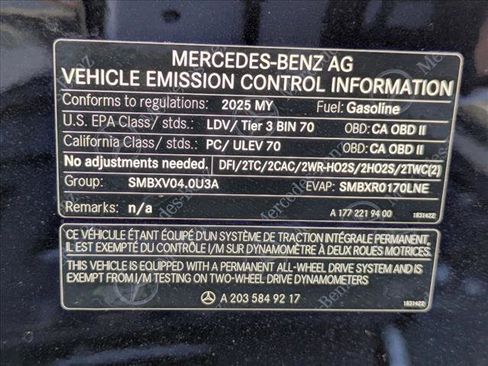 MERCEDES-BENZ AG
VEHICLE EMISSION CONTROL INFORMATION
Conforms to regulations: 2025 MY Fuel: Gasoline
U.S. EPA Class/ stds.: LDV/ Tier 3 BIN 70 OBD: CA OBD II
California Class/ stds.: PC/ ULEV 70 OBD: CA OBD II
No adjustments needed. DFI/2TC/2CAC/2WR-HO2S/2HO2S/2TWC(2)
Group: SMBXV04.0U3A EVAP: SMBXR0170LNE
Remarks: n/a A 177 221 94 00 1831422
CE VÉHICULE ÉTANT ÉQUIPÉ D'UN SYSTÈME DE TRACTION INTÉGRALE PERMANENT,
IL EST EXEMPTÉ DU CONTRÔLE I/M SUR DYNAMOMÈTRE À DEUX ROUES MOTRICES.
THIS VEHICLE IS EQUIPPED WITH A PERMANENT ALL-WHEEL DRIVE SYSTEM AND IS
EXEMPT FROM I/M TESTING ON TWO-WHEEL DRIVE DYNAMOMETERS
A 203 584 92 17 1831422